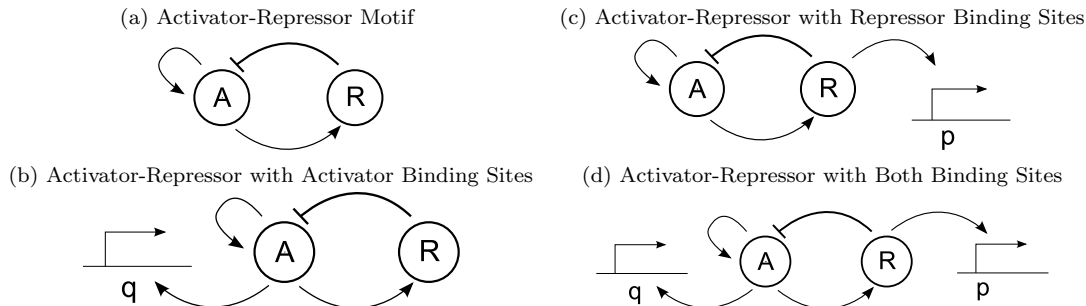 (a) Activator-Repressor Motif
A R
(b) Activator-Repressor with Activator Binding Sites
q A R
(c) Activator-Repressor with Repressor Binding Sites
A R p
(d) Activator-Repressor with Both Binding Sites
q A R p